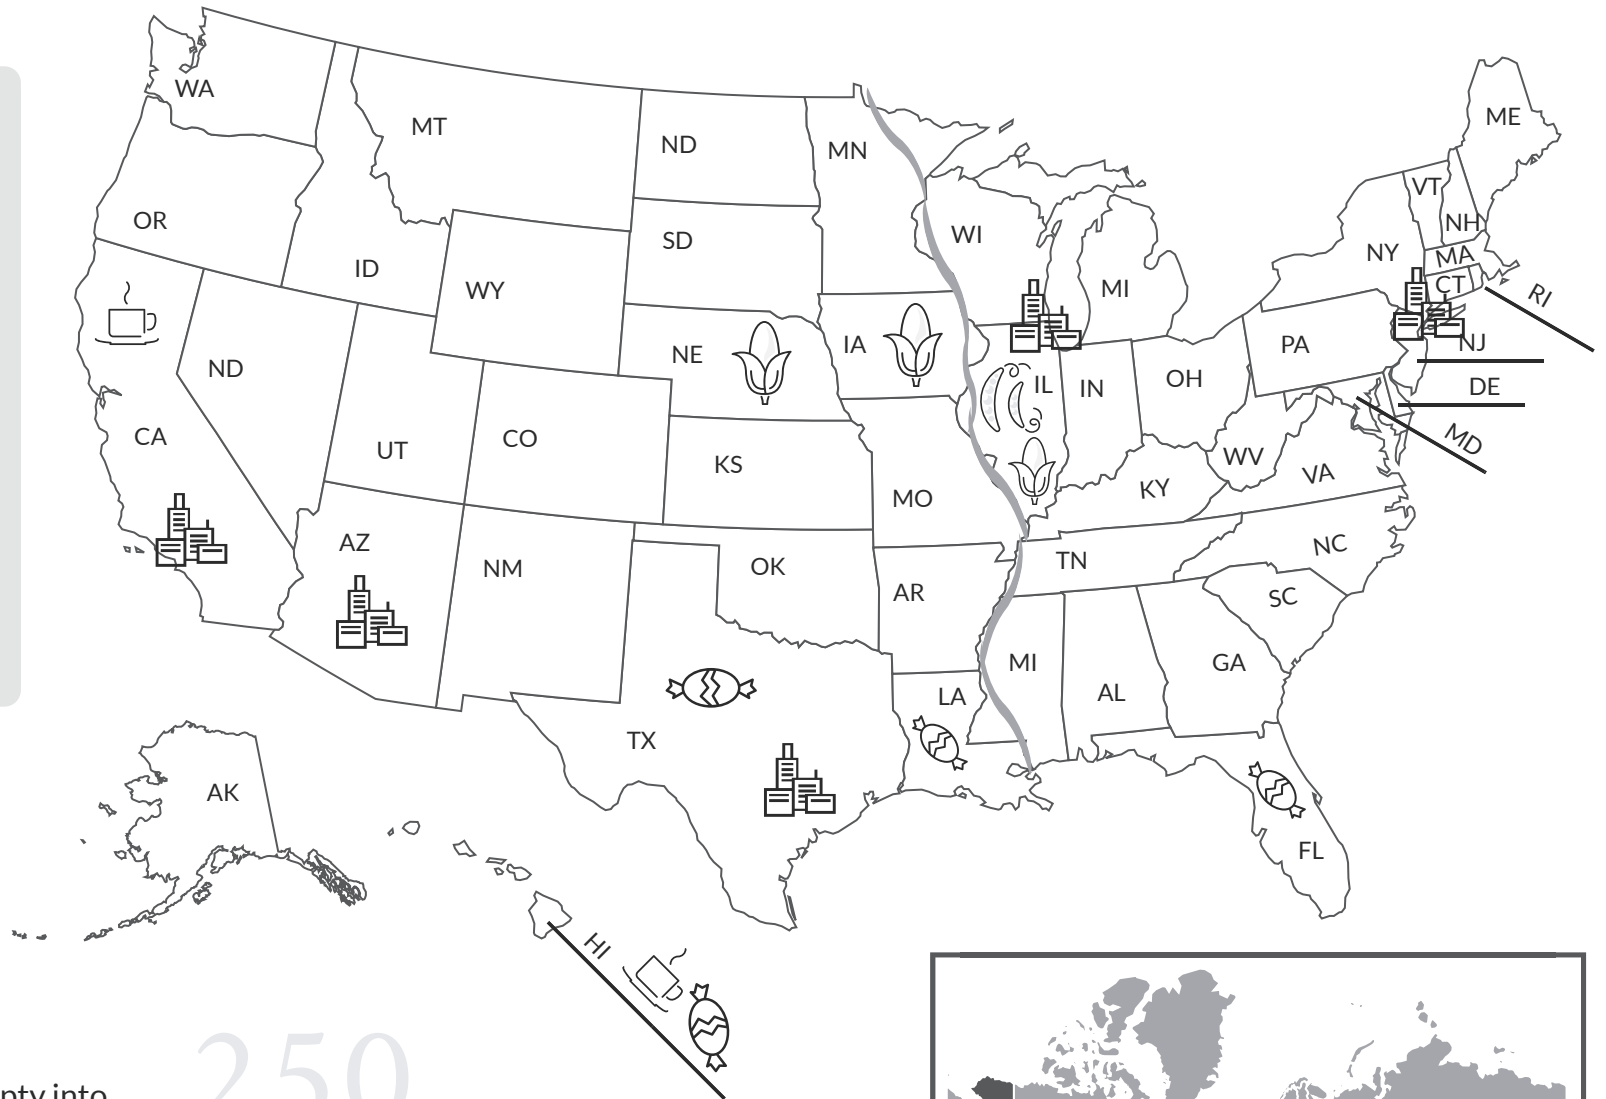 WA
MT
ND
MN
ME
VT
NH
OR
ID
SD
WI
NY
MA
CT
WY
MI
RI
NE
IA
PA
NJ
ND
IL
IN
OH
DE
CA
UT
CO
KS
MD
WV
VA
MO
KY
AZ
NM
OK
TN
NC
AR
SC
MI
GA
LA
AL
TX
AK
FL
HI
250
pty into